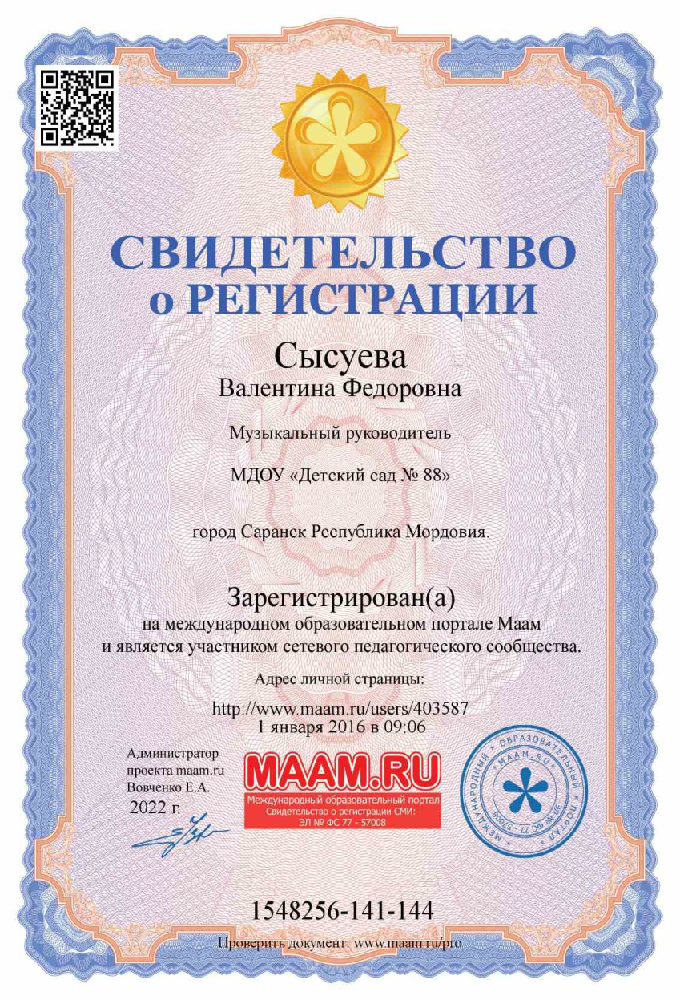 СВИДЕТЕЛЬСТВО
о РЕГИСТРАЦИИ
Сысуева
Валентина Федоровна
Музыкальный руководитель
МДОУ «Детский сад № 88»
город Саранск Республика Мордовия.
Зарегистрирован(а)
на международном образовательном портале Маам
и является участником сетевого педагогического сообщества.
Адрес личной страницы:
http://www.maam.ru/users/403587
1 января 2016 в 09:06
Администратор
проекта maam.ru
Вовченко Е.А.
2022 г.
MAAM.RU
Международный образовательный портал
Свидетельство о регистрации СМИ:
ЭЛ № ФС 77 - 57008
* МЕЖДУНАРОДНЫЙ * ОБРАЗОВАТЕЛЬНЫЙ * ПОРТАЛ *
* MAAM.RU *
ЭЛ № ФС 77 - 57008
1548256-141-144
Проверить документ: www.maam.ru/pro